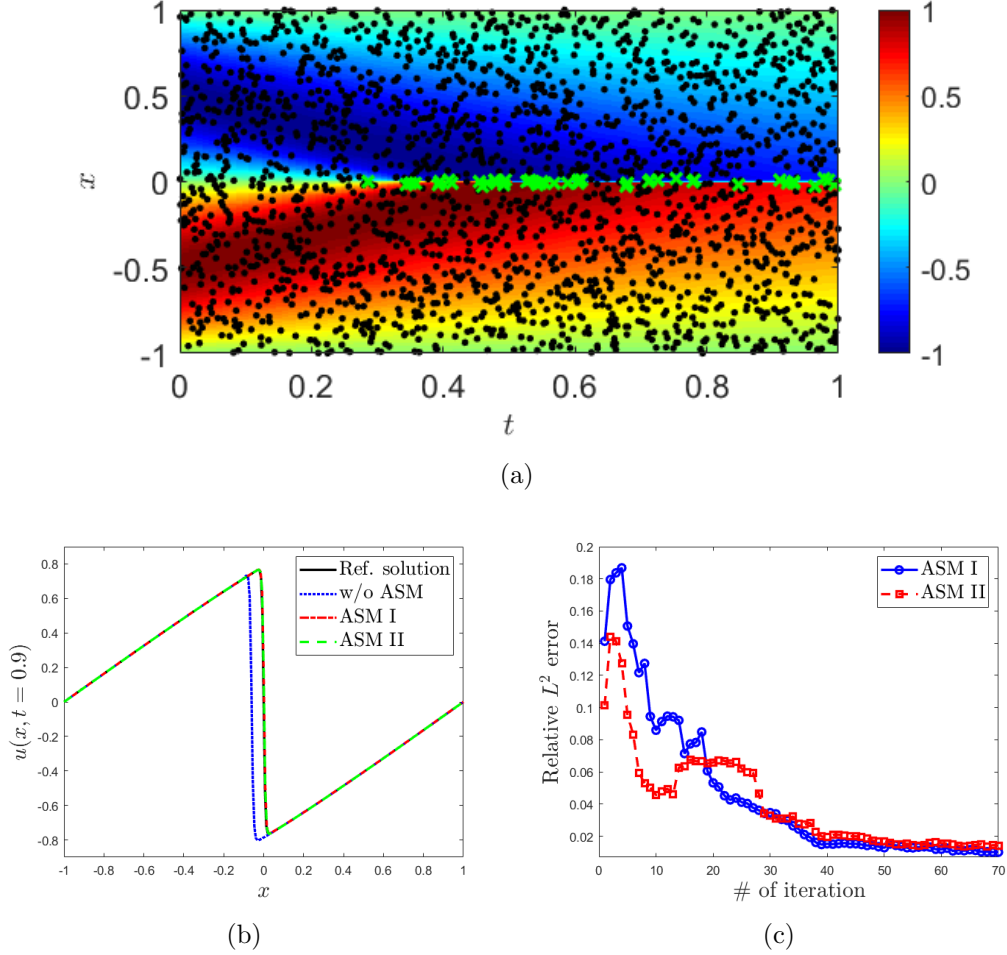 1
0.5
0
-0.5
-1
x
0
0.2
0.4
0.6
0.8
1
t
1
0.5
0
-0.5
-1
(a)
0.8
0.6
0.4
0.2
0
-0.2
-0.4
-0.6
-0.8
u(x, t = 0.9)
-1 -0.8 -0.6 -0.4 -0.2 0 0.2 0.4 0.6 0.8 1
x
Ref. solution
w/o ASM
ASM I
ASM II
(b)
0.2
0.18
0.16
0.14
0.12
0.1
0.08
0.06
0.04
0.02
Relative L² error
0 10 20 30 40 50 60 70
# of iteration
ASM I
ASM II
(c)